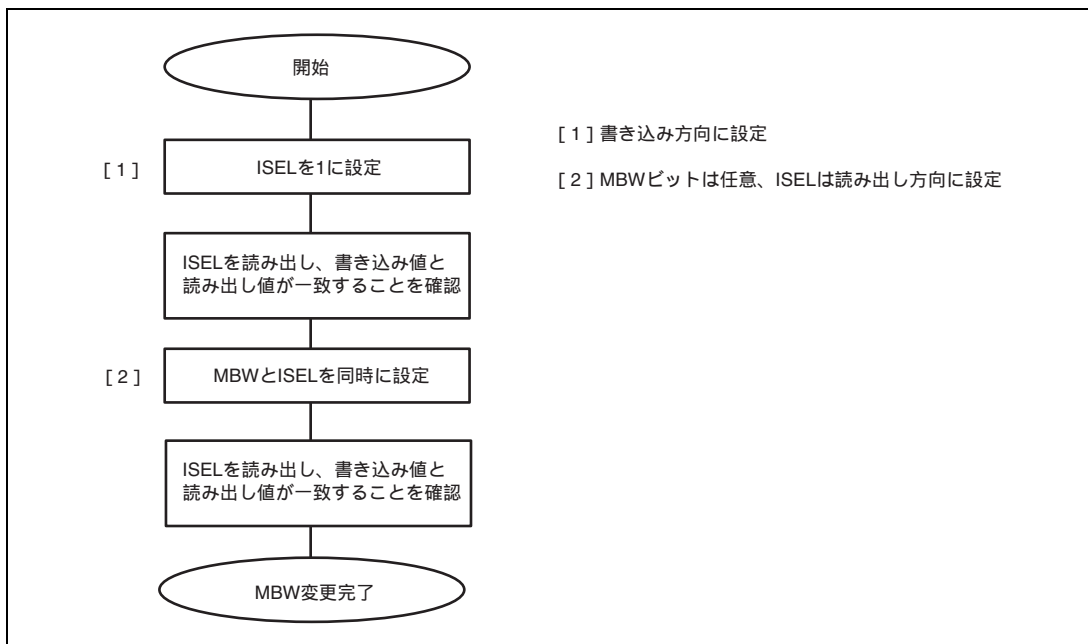 開始
[ 1 ]
ISELを1に設定
[ 1 ] 書き込み方向に設定
[ 2 ] MBWビットは任意、ISELは読み出し方向に設定
ISELを読み出し、書き込み値と
読み出し値が一致することを確認
[ 2 ]
MBWとISELを同時に設定
ISELを読み出し、書き込み値と
読み出し値が一致することを確認
MBW変更完了